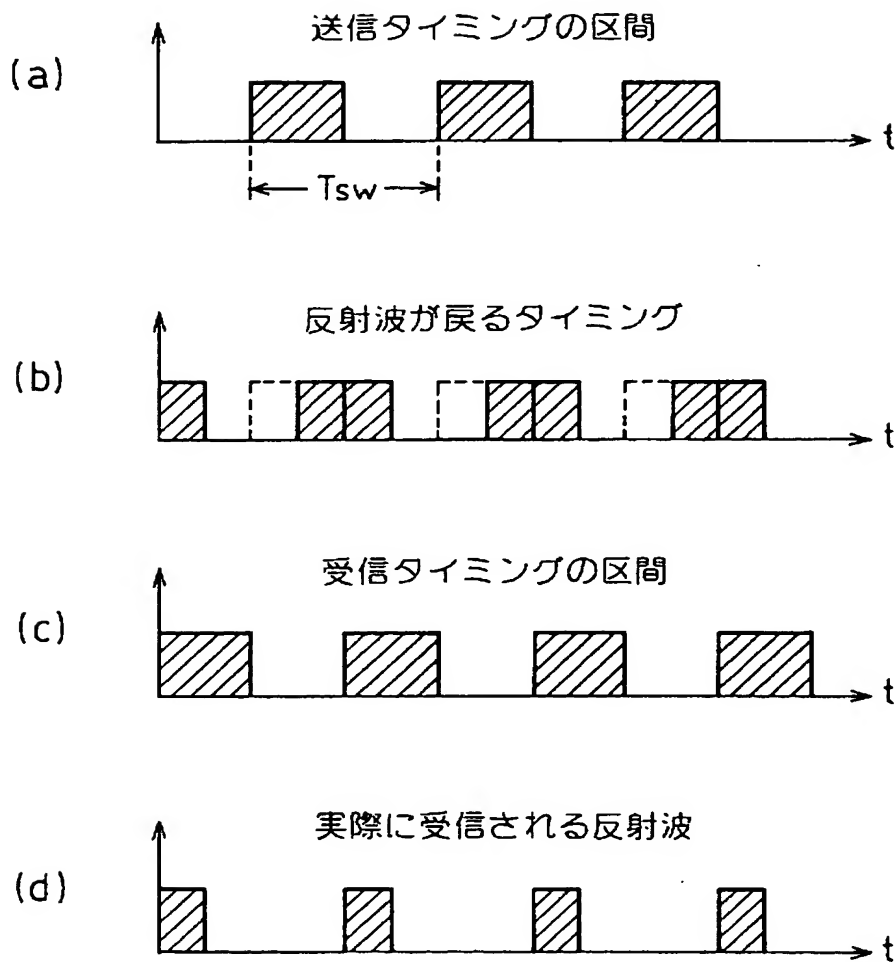 送信タイミングの区間
(a)
t
Tsw
反射波が戻るタイミング
(b)
t
受信タイミングの区間
(c)
t
実際に受信される反射波
(d)
t